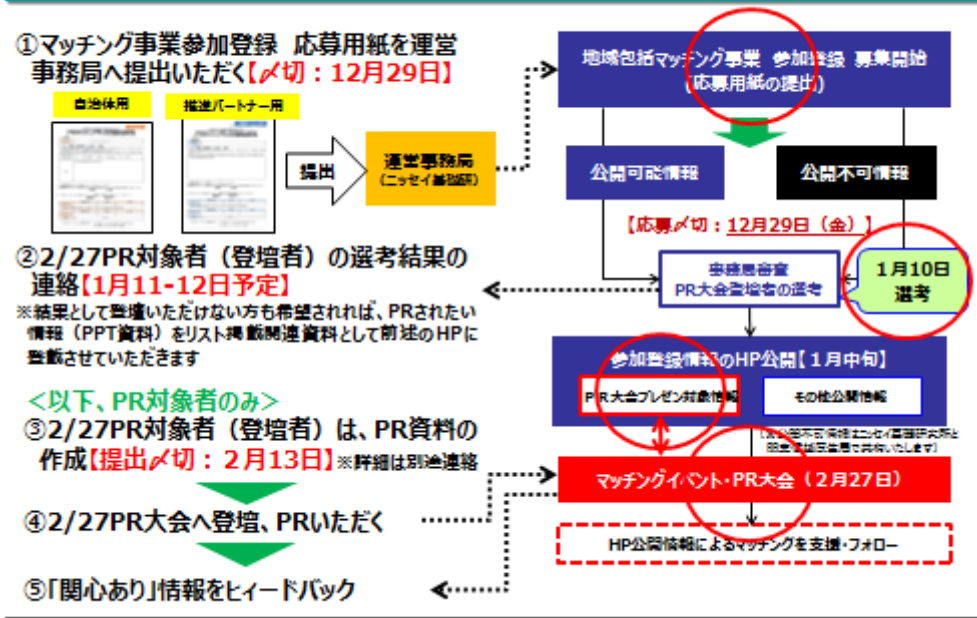 ①マッチング事業参加登録 応募用紙を運営
事務局へ提出いただく【〆切：12月29日】
自治体用
推進パートナー用
提出
運営事務局
(ニッセイ基礎研)
②2/27PR対象者（登壇者）の選考結果の
連絡【1月11-12日予定】
※結果として登壇いただけない方も希望されれば、PRされたい
情報（PPT資料）をリスト掲載関連資料として前述のHPに
登載させていただきます
＜以下、PR対象者のみ＞
③2/27PR対象者（登壇者）は、PR資料の
作成【提出〆切：２月13日】※詳細は別途連絡
④2/27PR大会へ登壇、PRいただく
⑤「関心あり」情報をヒィードバック
地域包括マッチング事業 参加登録 募集開始
(応募用紙の提出)
公開可能情報
公開不可情報
【応募〆切：12月29日（金）】
事務局審査
PR大会登壇者の選考
1月10日
選考
参加登録情報のHP公開【１月中旬】
PR大会プレゼン対象情報
その他公開情報
マッチングイベント・PR大会（２月27日）
HP公開情報によるマッチングを支援・フォロー